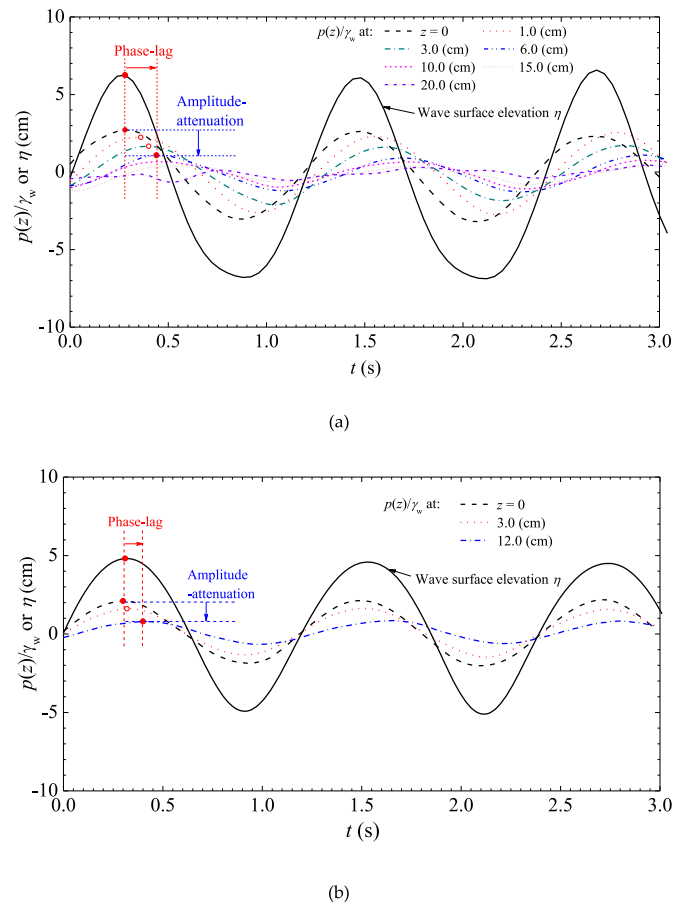 p(z)/γw at:
z = 0
1.0 (cm)
3.0 (cm)
6.0 (cm)
10.0 (cm)
15.0 (cm)
20.0 (cm)
Phase-lag
Amplitude-
attenuation
Wave surface elevation η
p(z)/γw or η (cm)
10
5
0
-5
-10
0.0
0.5
1.0
1.5
2.0
2.5
3.0
t (s)
(a)
p(z)/γw at:
z = 0
3.0 (cm)
12.0 (cm)
Phase-lag
Amplitude
-attenuation
Wave surface elevation η
p(z)/γw or η (cm)
10
5
0
-5
-10
0.0
0.5
1.0
1.5
2.0
2.5
3.0
t (s)
(b)